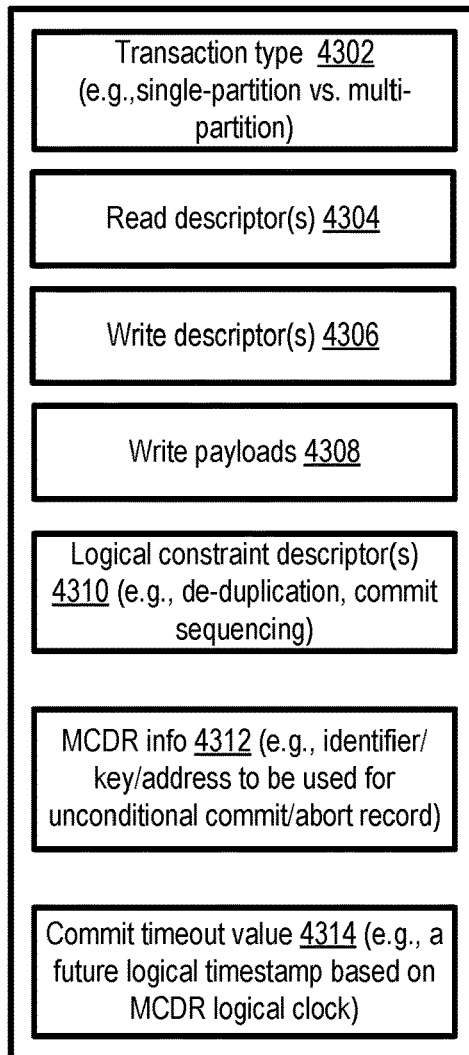 Transaction type 4302
(e.g.,single-partition vs. multi-
partition)
Read descriptor(s) 4304
Write descriptor(s) 4306
Write payloads 4308
Logical constraint descriptor(s)
4310 (e.g., de-duplication, commit
sequencing)
MCDR info 4312 (e.g., identifier/
key/address to be used for
unconditional commit/abort record)
Commit timeout value 4314 (e.g., a
future logical timestamp based on
MCDR logical clock)